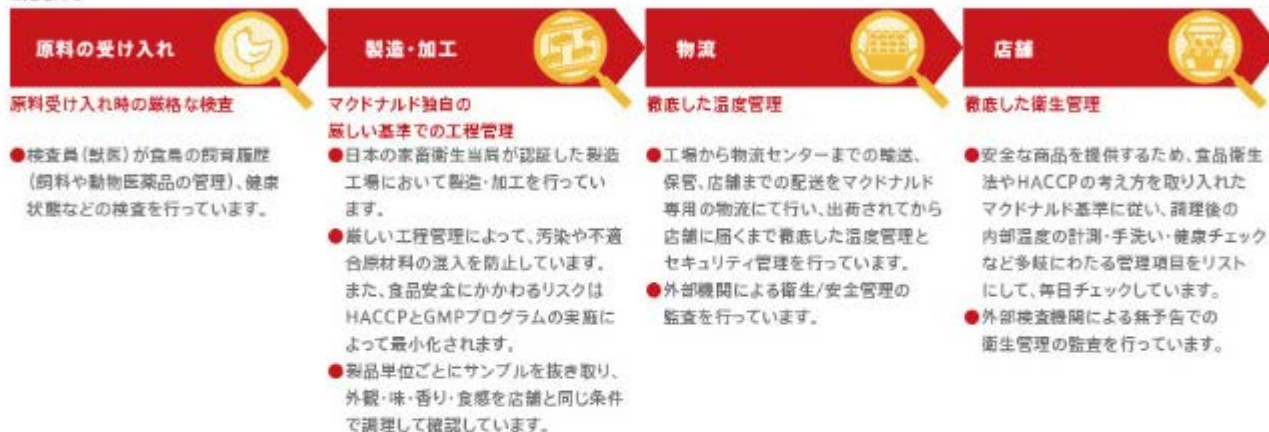 原料の受け入れ
原料受け入れ時の厳格な検査
●検査員(獣医)が食鳥の飼育履歴
(飼料や動物医薬品の管理)、健康
状態などの検査を行っています。
製造・加工
マクドナルド独自の
厳しい基準での工程管理
●日本の家畜衛生当局が認証した製造
工場において製造・加工を行ってい
ます。
●厳しい工程管理によって、汚染や不適
合原材料の混入を防止しています。
また、食品安全にかかわるリスクは
HACCPとGMPプログラムの実施に
よって最小化されます。
●製品単位ごとにサンプルを抜き取り、
外観・味・香り・食感を店舗と同じ条件
で調理して確認しています。
物流
徹底した温度管理
●工場から物流センターまでの輸送、
保管、店舗までの配送をマクドナルド
専用の物流にて行い、出荷されてから
店舗に届くまで徹底した温度管理と
セキュリティ管理を行っています。
●外部機関による衛生/安全管理の
監査を行っています。
店舗
徹底した衛生管理
●安全な商品を提供するため、食品衛生
法やHACCPの考え方を取り入れた
マクドナルド基準に従い、調理後の
内部温度の計測・手洗い・健康チェック
など多岐にわたる管理項目をリスト
にして、毎日チェックしています。
●外部検査機関による無予告での
衛生管理の監査を行っています。